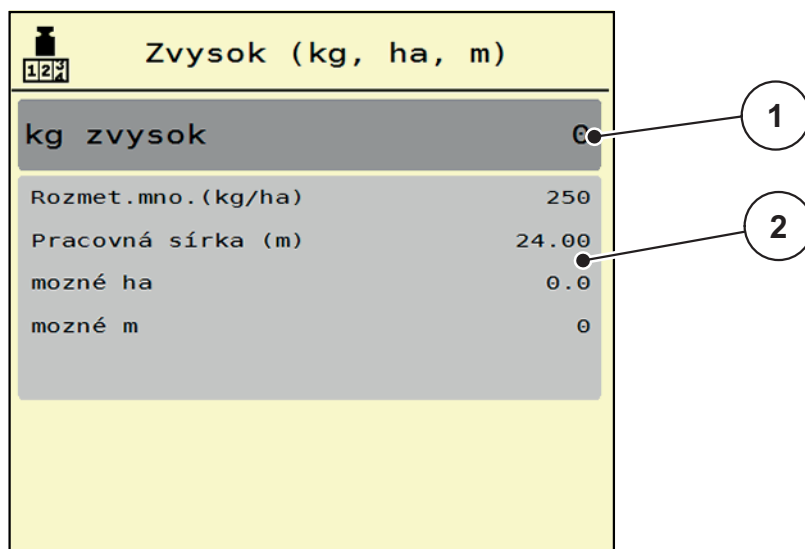 123 Zvysok (kg, ha, m)
kg zvysok 0
1
Rozmet.mno.(kg/ha) 250
Pracovná sírka (m) 24.00
2
mozné ha 0.0
mozné m 0